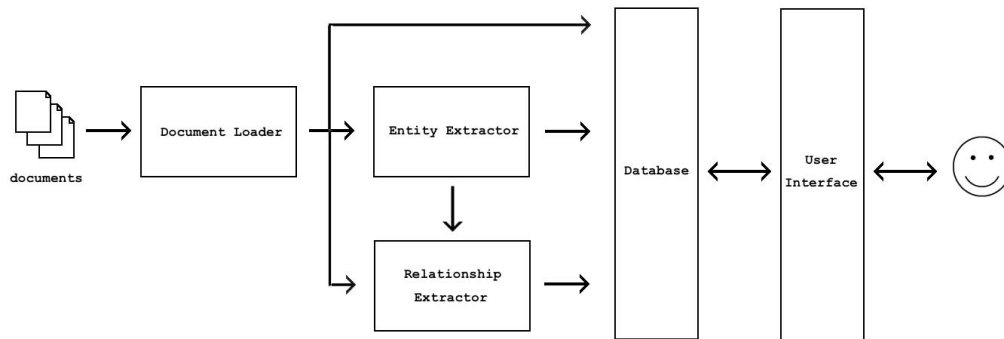 documents
Document Loader
Entity Extractor
Relationship
Extractor
Database
User
Interface